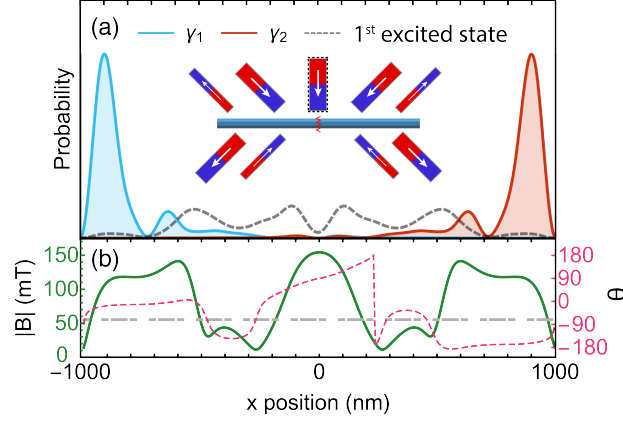 (a) γ1 γ2 1st excited state
Probability
(b)
150
100
50
0
|B| (mT)
180
90
0
−90
−180
θ
−1000 0 1000
x position (nm)